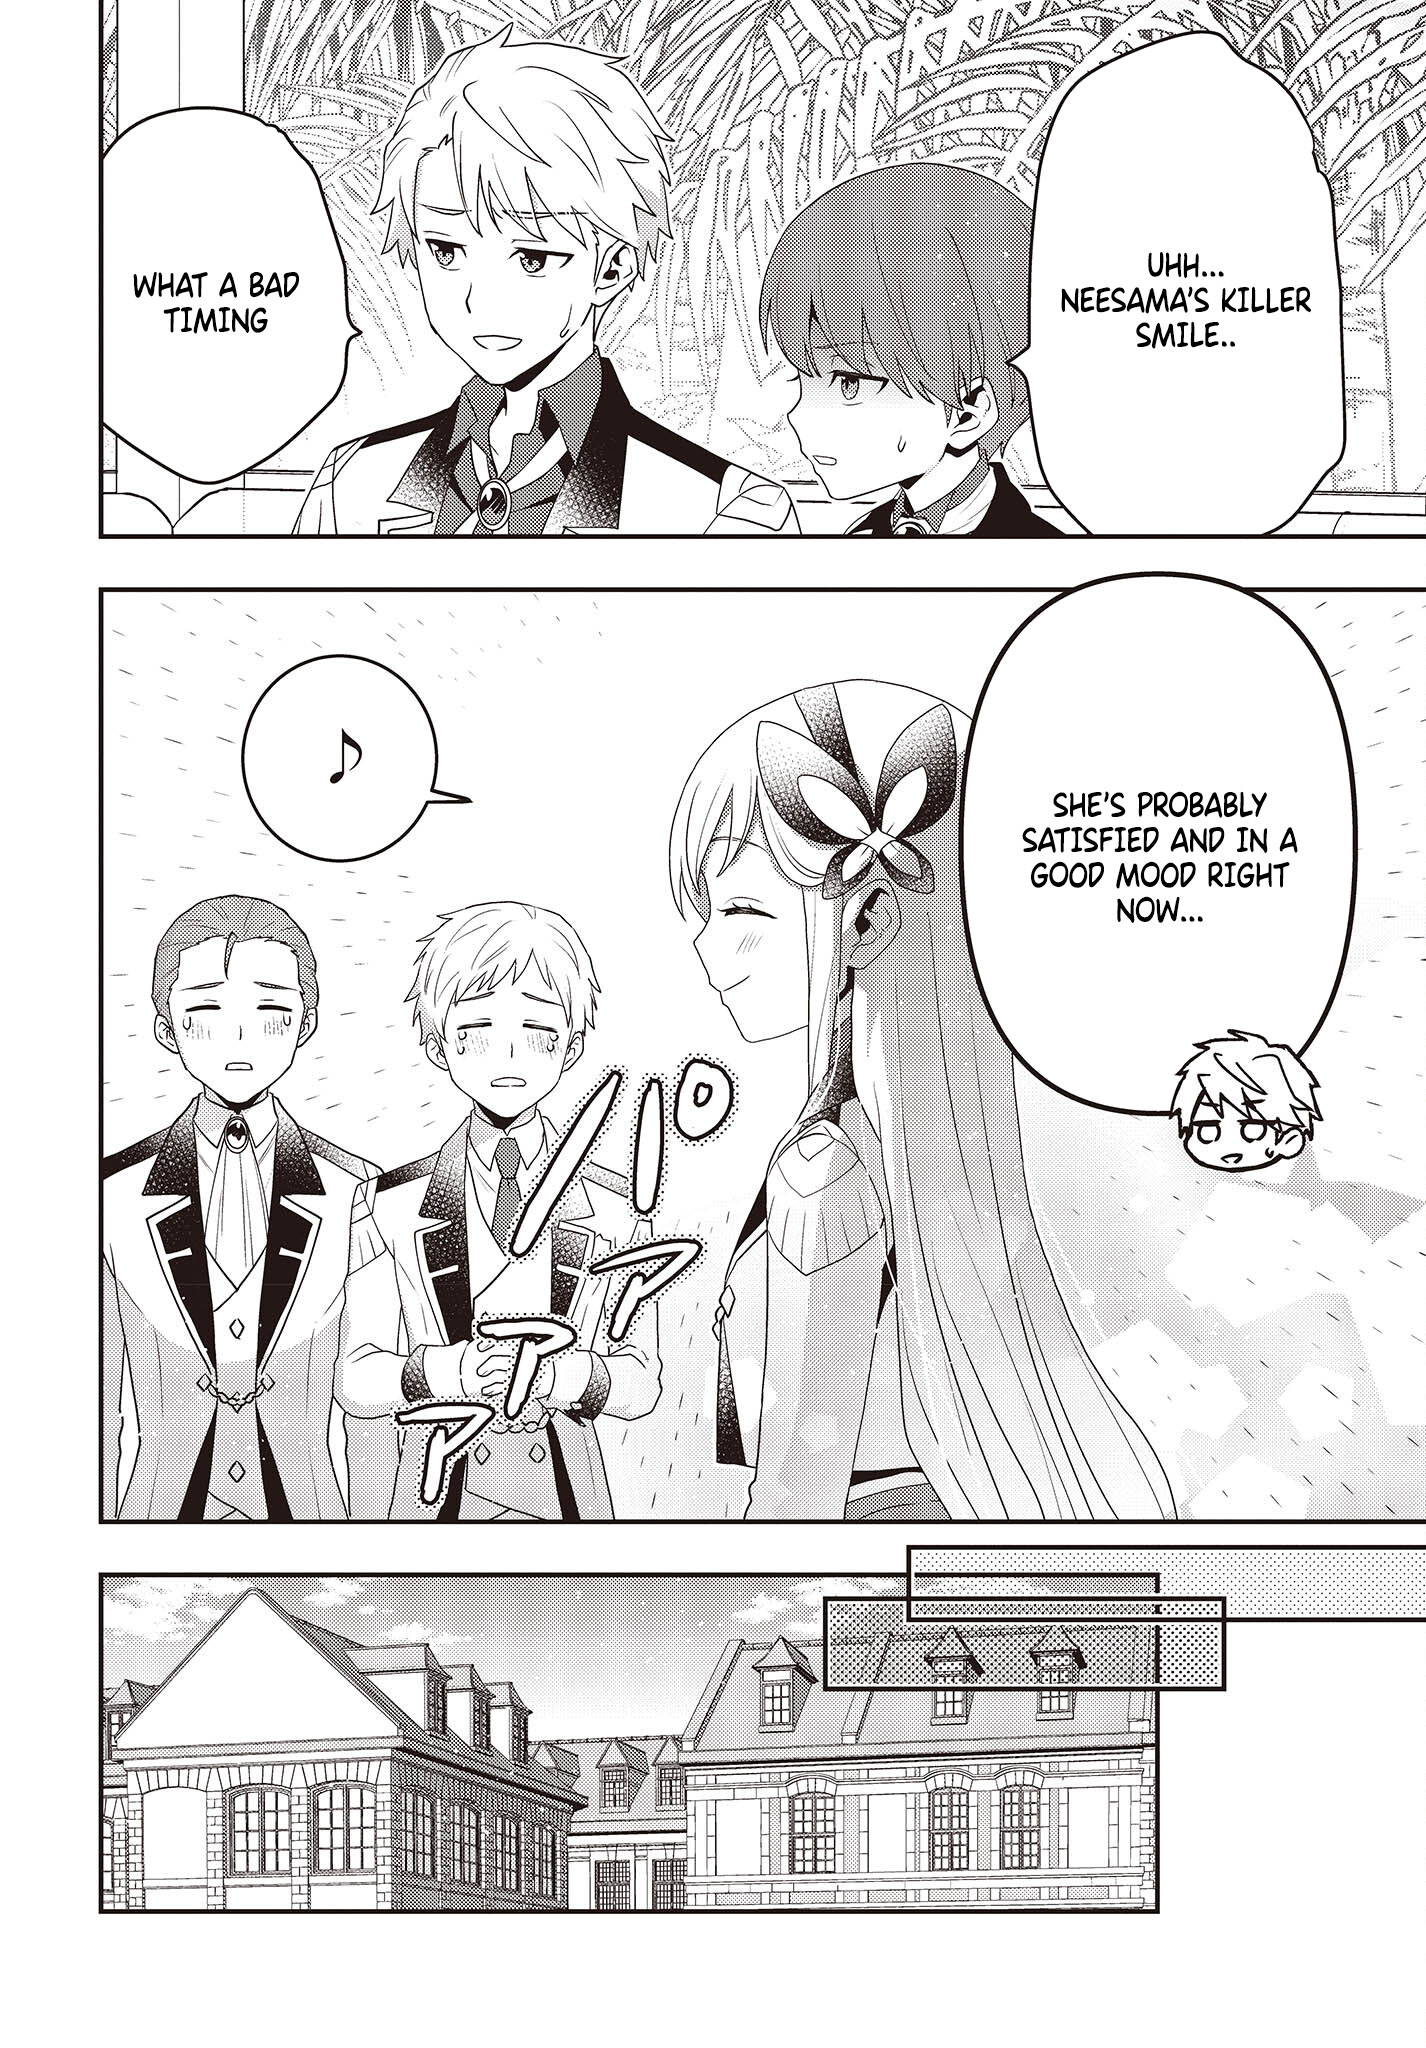 UHH...
NEESAMA'S KILLER
SMILE..
WHAT A BAD
TIMING
SHE'S PROBABLY
SATISFIED AND IN A
GOOD MOOD RIGHT
NOW...
♪
パアアア